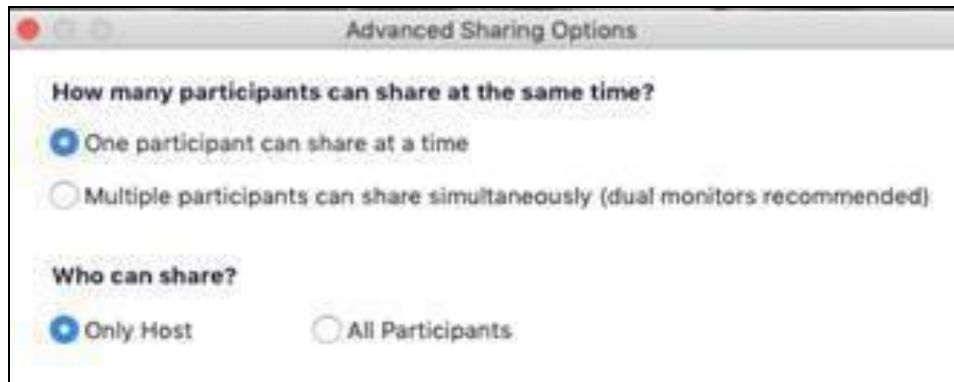 Advanced Sharing Options
How many participants can share at the same time?
One participant can share at a time
Multiple participants can share simultaneously (dual monitors recommended)
Who can share?
Only Host
All Participants